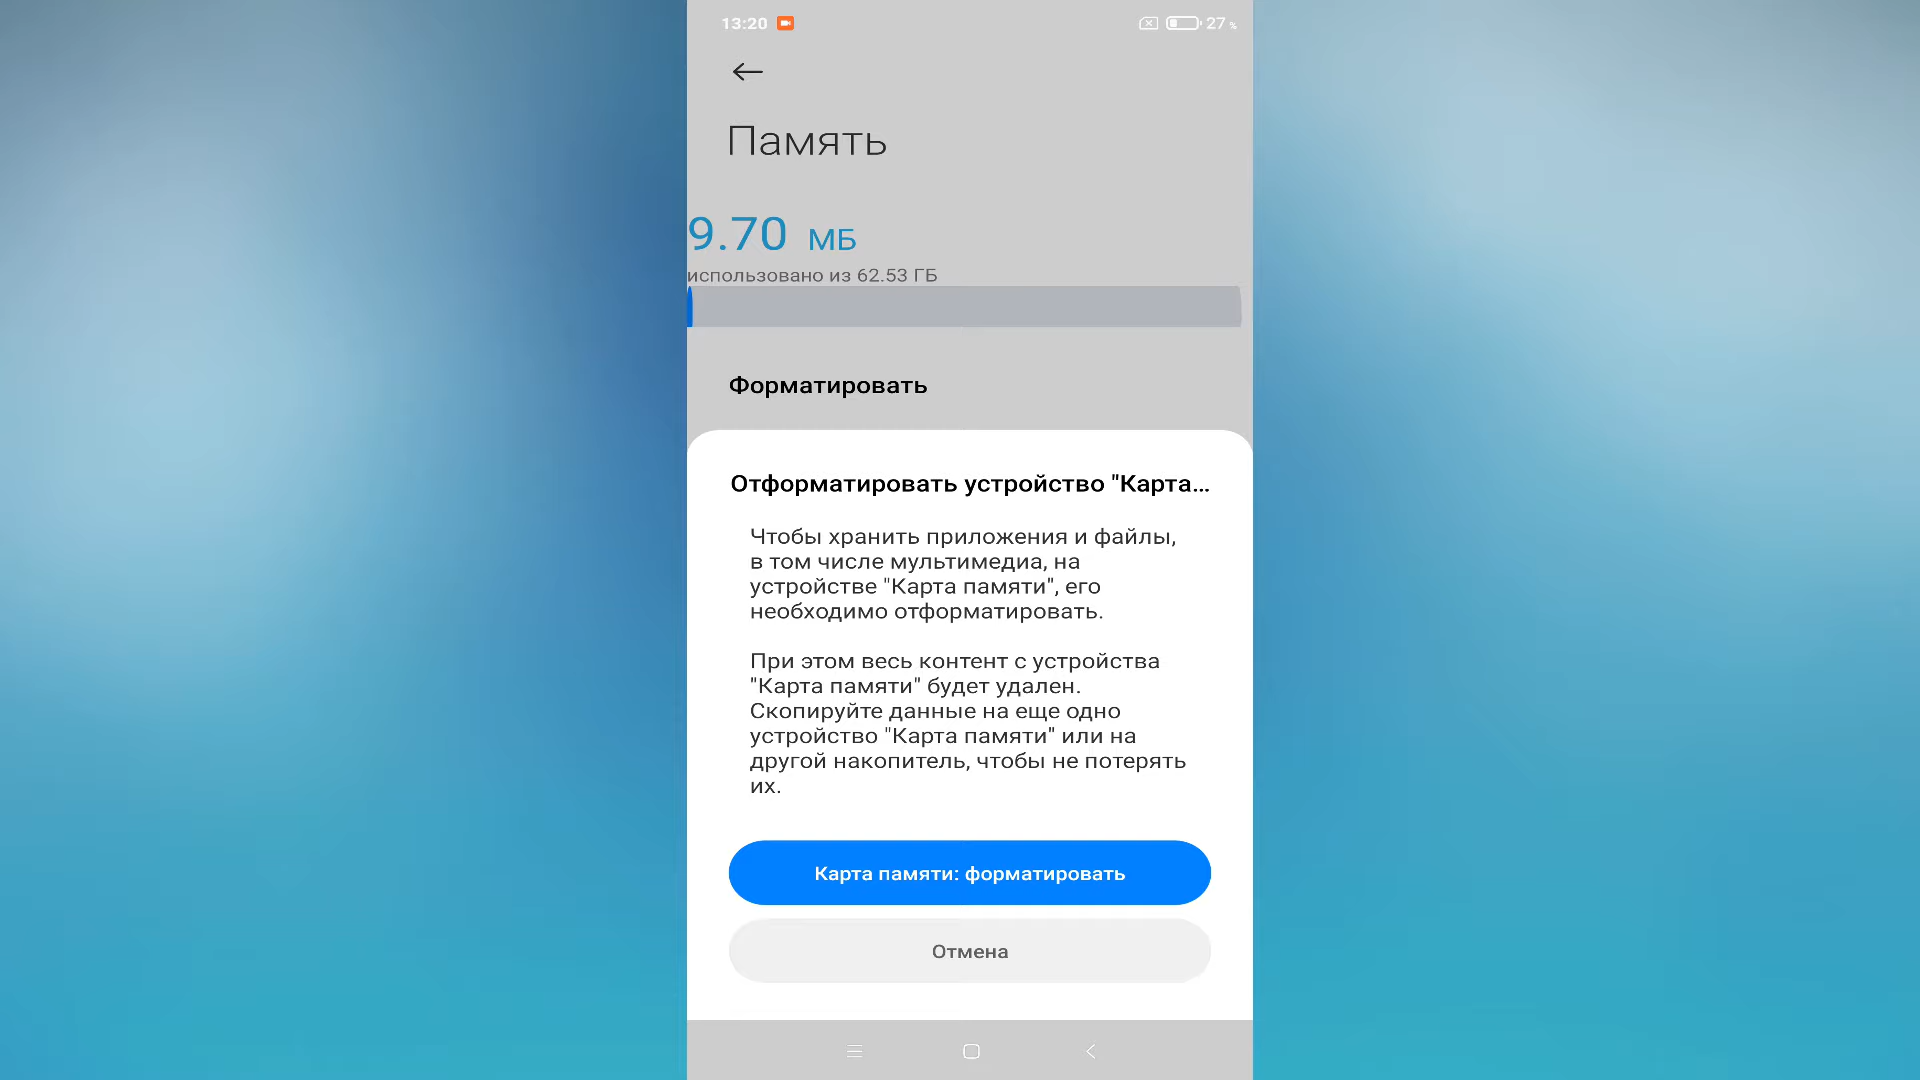 13:20
27 %
Память
9.70 МБ
использовано из 62.53 ГБ
Форматировать
Отформатировать устройство "Карта...
Чтобы хранить приложения и файлы,
в том числе мультимедиа, на
устройстве "Карта памяти", его
необходимо отформатировать.
При этом весь контент с устройства
"Карта памяти" будет удален.
Скопируйте данные на еще одно
устройство "Карта памяти" или на
другой накопитель, чтобы не потерять
их.
Карта памяти: форматировать
Отмена